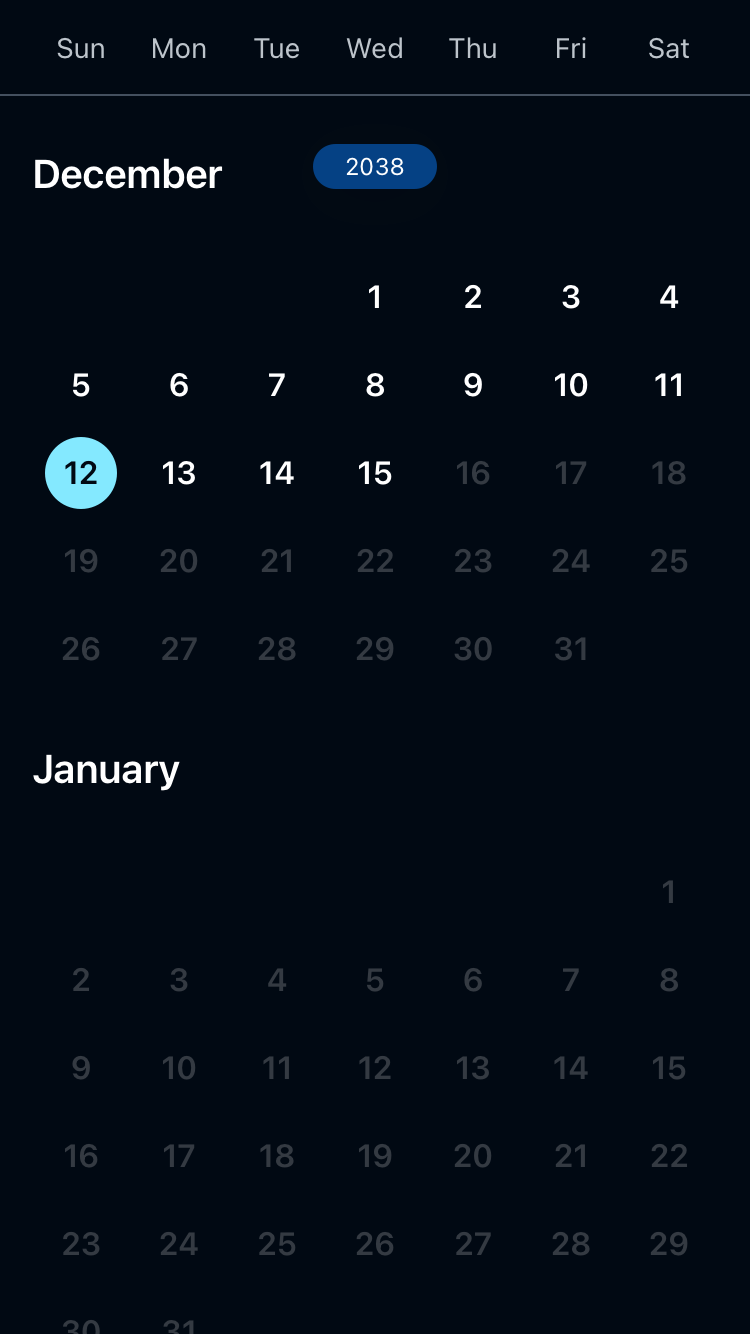 Sun Mon Tue Wed Thu Fri Sat
December 2038
1 2 3 4
5 6 7 8 9 10 11
12 13 14 15 16 17 18
19 20 21 22 23 24 25
26 27 28 29 30 31
January
1
2 3 4 5 6 7 8
9 10 11 12 13 14 15
16 17 18 19 20 21 22
23 24 25 26 27 28 29
30 31